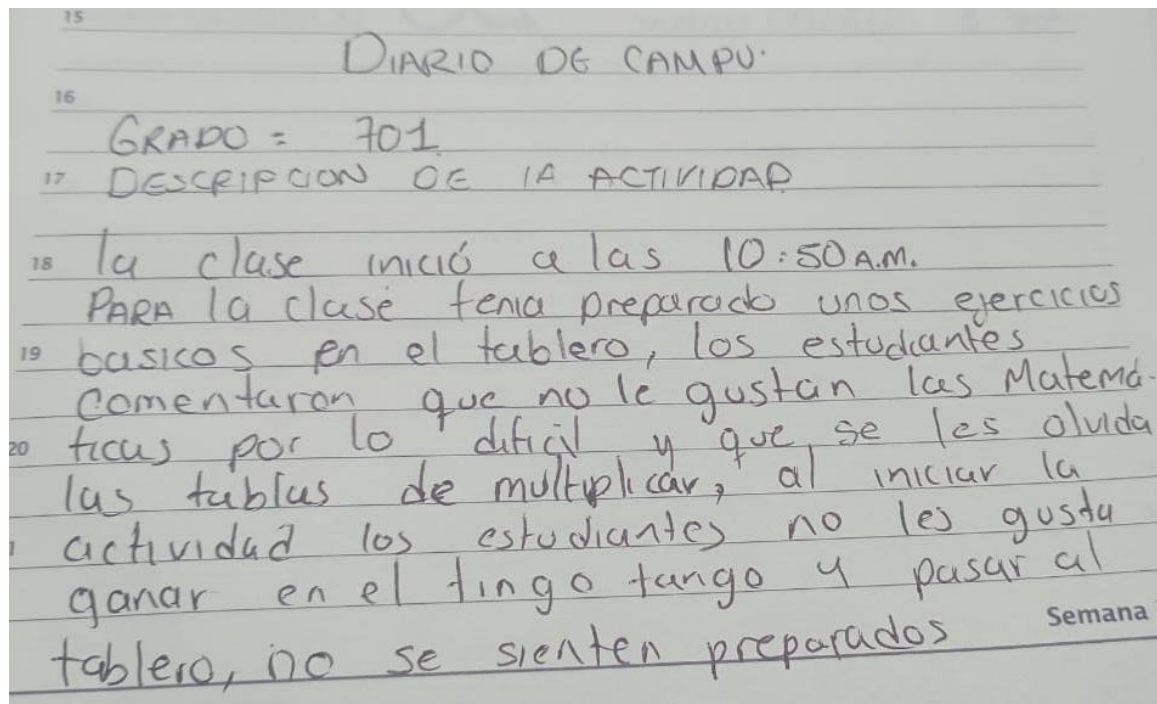 15
DIARIO DE CAMPO.
16
GRADO = 701
17 DESCRIPCION DE LA ACTIVIDAD
18 la clase inició a las 10:50 A.M.
PARA la clase tenia preparado unos ejercicios
19 basicos en el tablero, los estudiantes
comentaron que no le gustan las Matemá-
20 ticas por lo dificil y que se les olvida
las tablas de multiplicar, al iniciar la
actividad los estudiantes no les gusta
ganar en el tingo tango y pasar al
Semana
tablero, no se sienten preparados